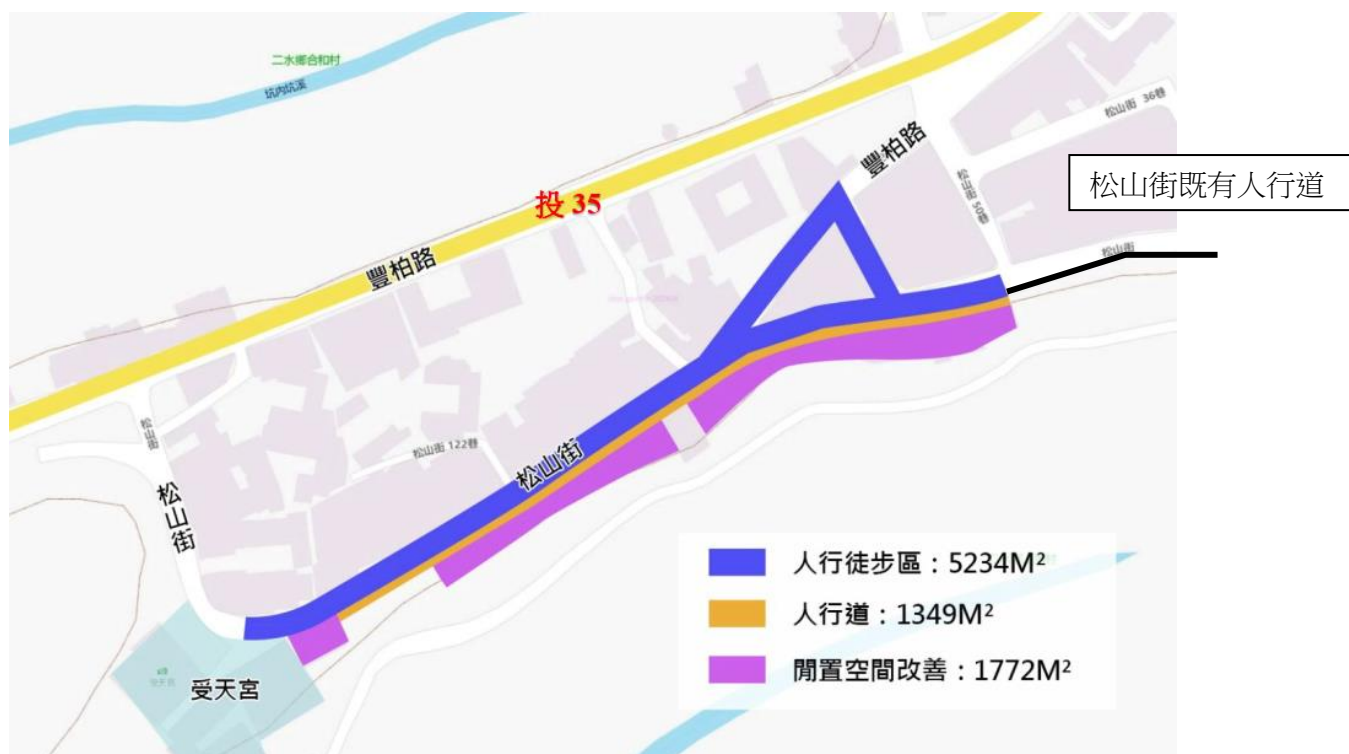 二水鄉合和村
坑內坑溪
松山街 36巷
豐柏路
松山街既有人行道
松山街 50巷
投 35
松山街
豐柏路
松山街
松山街 122巷
松山街
松山街
人行徒步區：5234M²
人行道：1349M²
閒置空間改善：1772M²
受天宮
受天宮